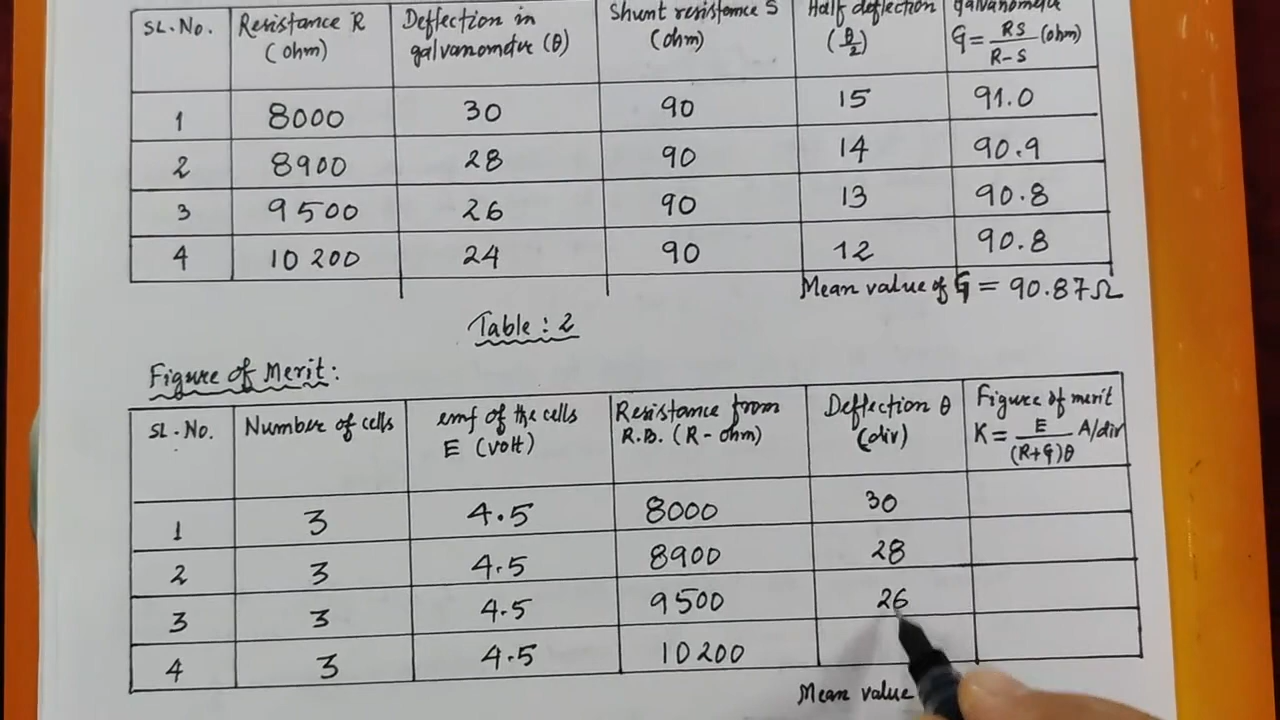 SL.No. Resistance R (ohm) Deflection in galvanometer (θ) Shunt resistance S (ohm) Half deflection (θ/2) galvanometer G = RS/R-S (ohm)
1 8000 30 90 15 91.0
2 8900 28 90 14 90.9
3 9500 26 90 13 90.8
4 10200 24 90 12 90.8
Mean value of G = 90.87Ω
Table : 2
Figure of Merit:
SL.No. Number of cells emf of the cells E (volt) Resistance from R.B. (R-ohm) Deflection θ (div) Figure of merit K = E/(R+G)θ A/div
1 3 4.5 8000 30
2 3 4.5 8900 28
3 3 4.5 9500 26
4 3 4.5 10200
Mean value